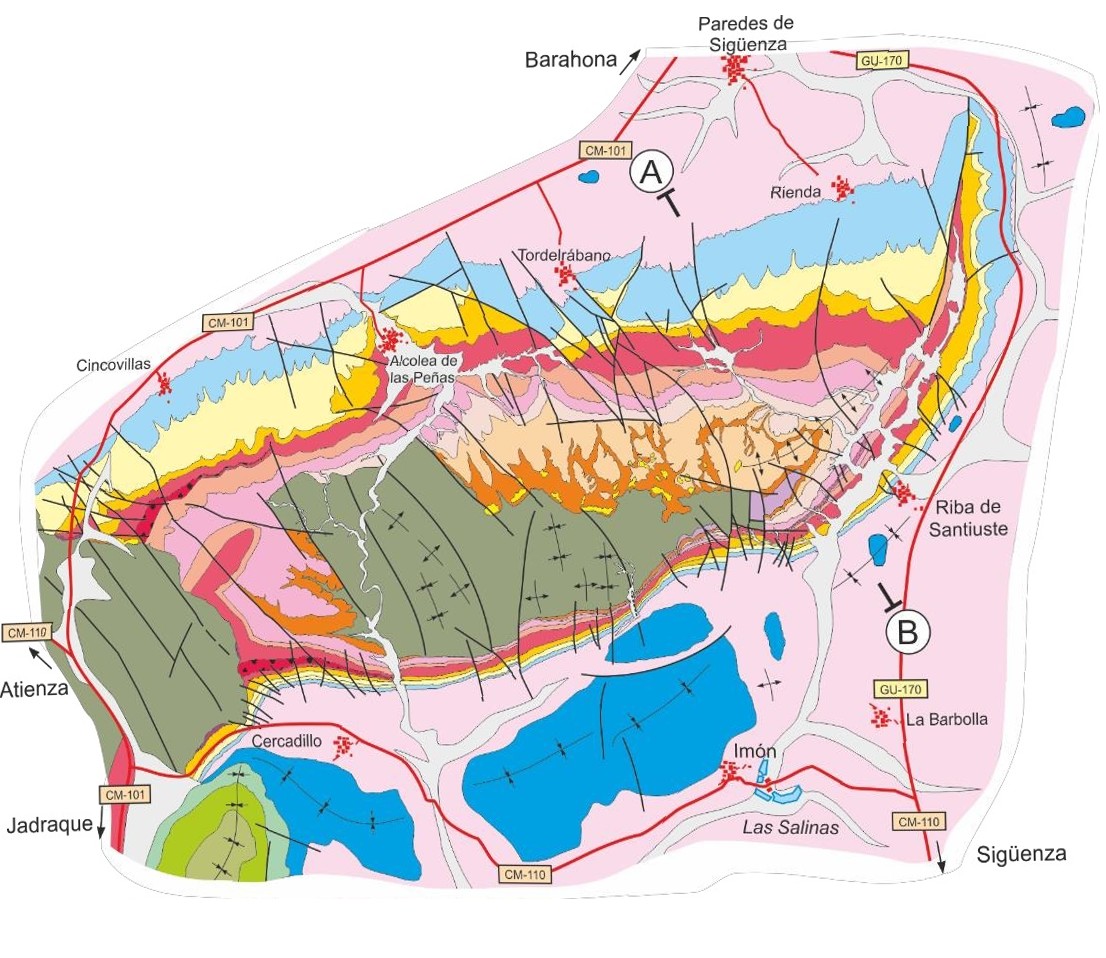 Paredes de
Sigüenza
Barahona
GU-170
CM-101
A
Rienda
Tordelrábano
CM-101
Cincovillas
Alcolea de
las Peñas
Riba de
Santiuste
CM-110
B
Atienza
GU-170
La Barbolla
Cercadillo
Imón
CM-101
Jadraque
Las Salinas
CM-110
Sigüenza
CM-110